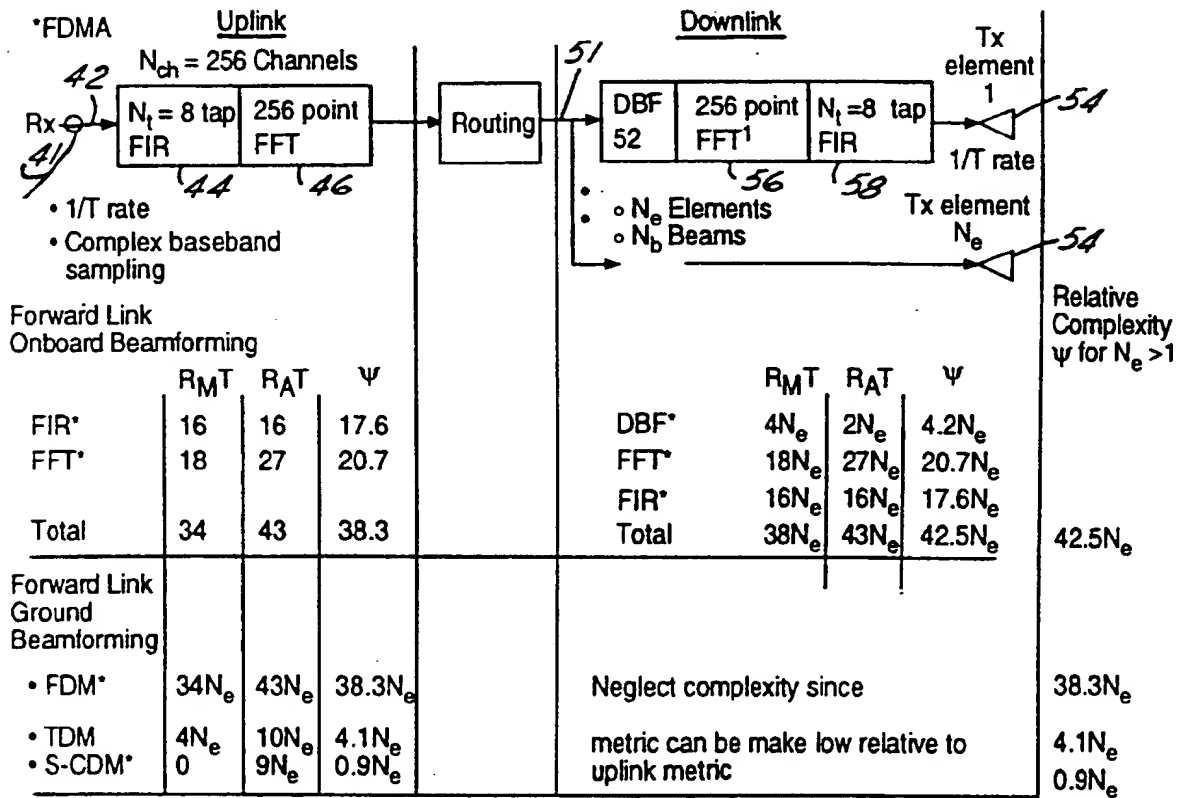 *FDMA
Uplink
Downlink
N_ch = 256 Channels
Tx element 1
42
51
54
Rx
41
N_t = 8 tap FIR
256 point FFT
Routing
DBF 52
256 point FFT¹
N_t = 8 tap FIR
44
46
56
58
1/T rate
• 1/T rate
• Complex baseband sampling
∘ N_e Elements
∘ N_b Beams
Tx element N_e
54
Forward Link
Onboard Beamforming
Relative Complexity ψ for N_e >1
R_MT R_AT ψ
FIR* 16 16 17.6
FFT* 18 27 20.7
Total 34 43 38.3
R_MT R_AT ψ
DBF* 4N_e 2N_e 4.2N_e
FFT* 18N_e 27N_e 20.7N_e
FIR* 16N_e 16N_e 17.6N_e
Total 38N_e 43N_e 42.5N_e 42.5N_e
Forward Link
Ground
Beamforming
• FDM* 34N_e 43N_e 38.3N_e Neglect complexity since 38.3N_e
• TDM 4N_e 10N_e 4.1N_e metric can be make low relative to 4.1N_e
• S-CDM* 0 9N_e 0.9N_e uplink metric 0.9N_e